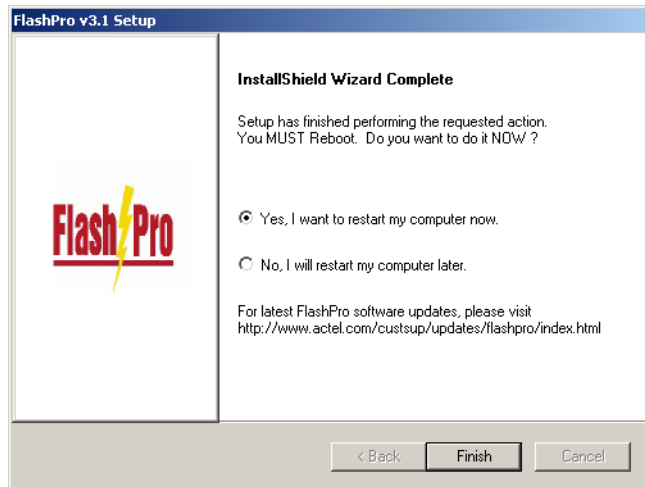 FlashPro v3.1 Setup
InstallShield Wizard Complete
Setup has finished performing the requested action.
You MUST Reboot. Do you want to do it NOW ?
Flash Pro
Yes, I want to restart my computer now.
No, I will restart my computer later.
For latest FlashPro software updates, please visit
http://www.actel.com/custsup/updates/flashpro/index.html
< Back
Finish
Cancel